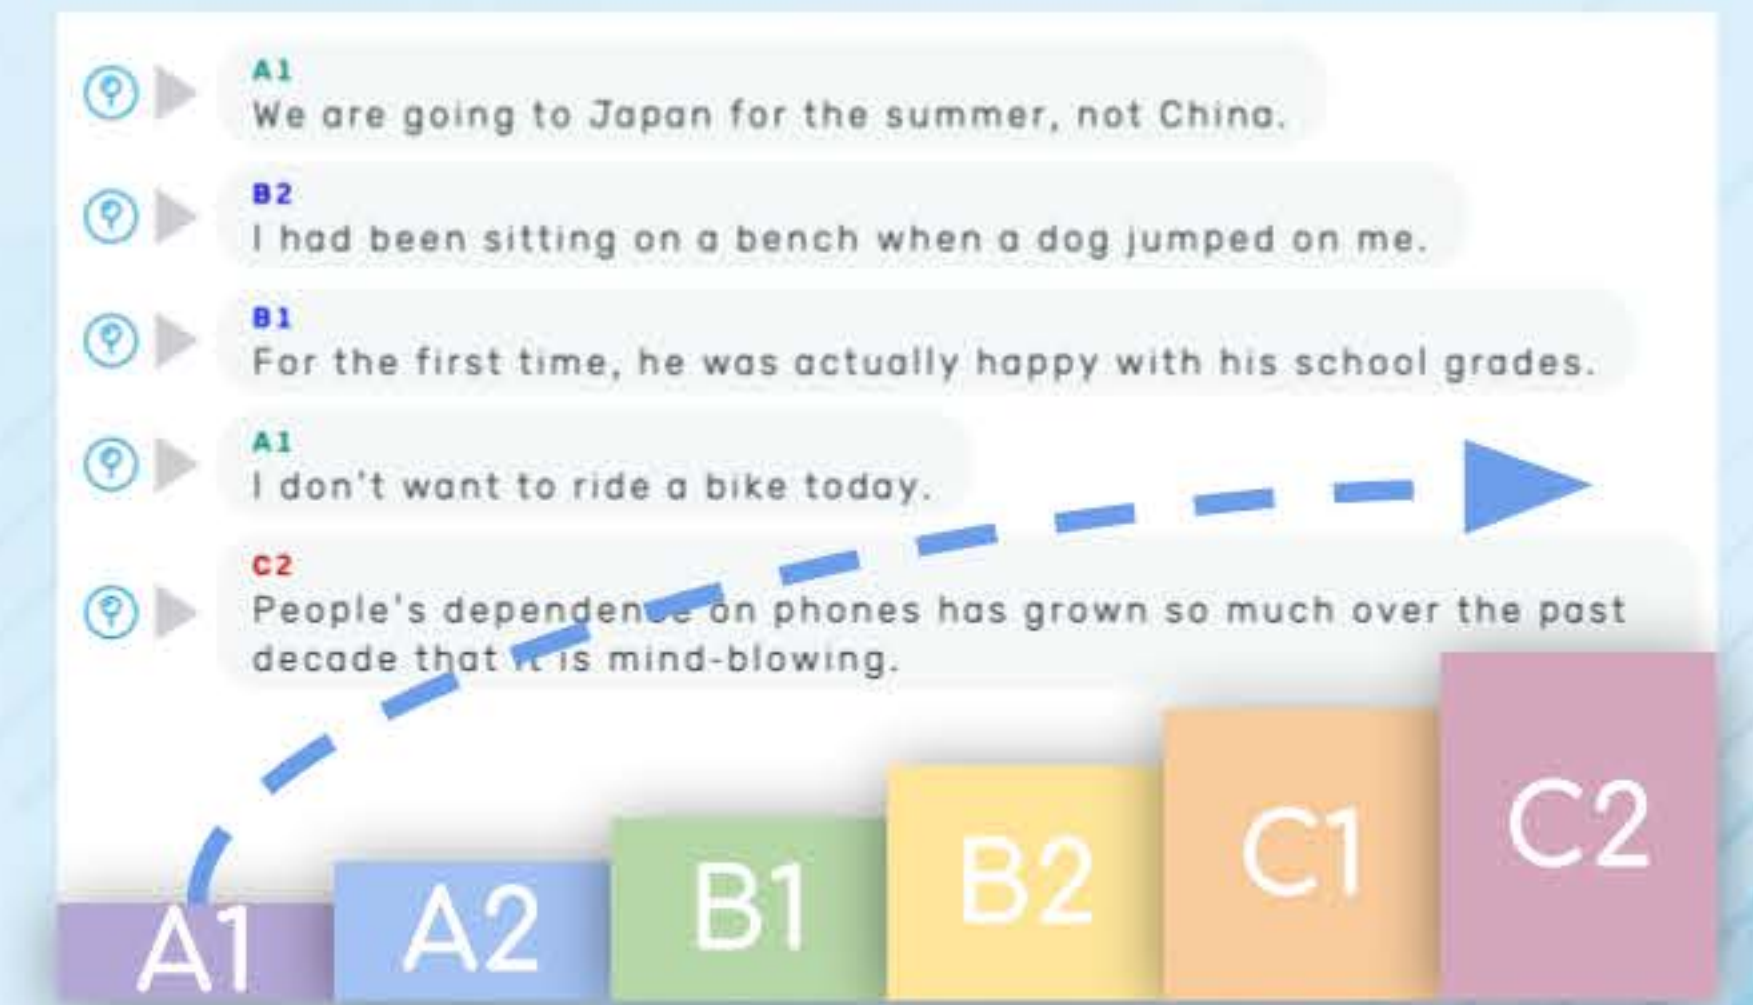 A1
We are going to Japan for the summer, not China.
B2
I had been sitting on a bench when a dog jumped on me.
B1
For the first time, he was actually happy with his school grades.
A1
I don't want to ride a bike today.
C2
People's dependence on phones has grown so much over the past
decade that it is mind-blowing.
A1
A2
B1
B2
C1
C2